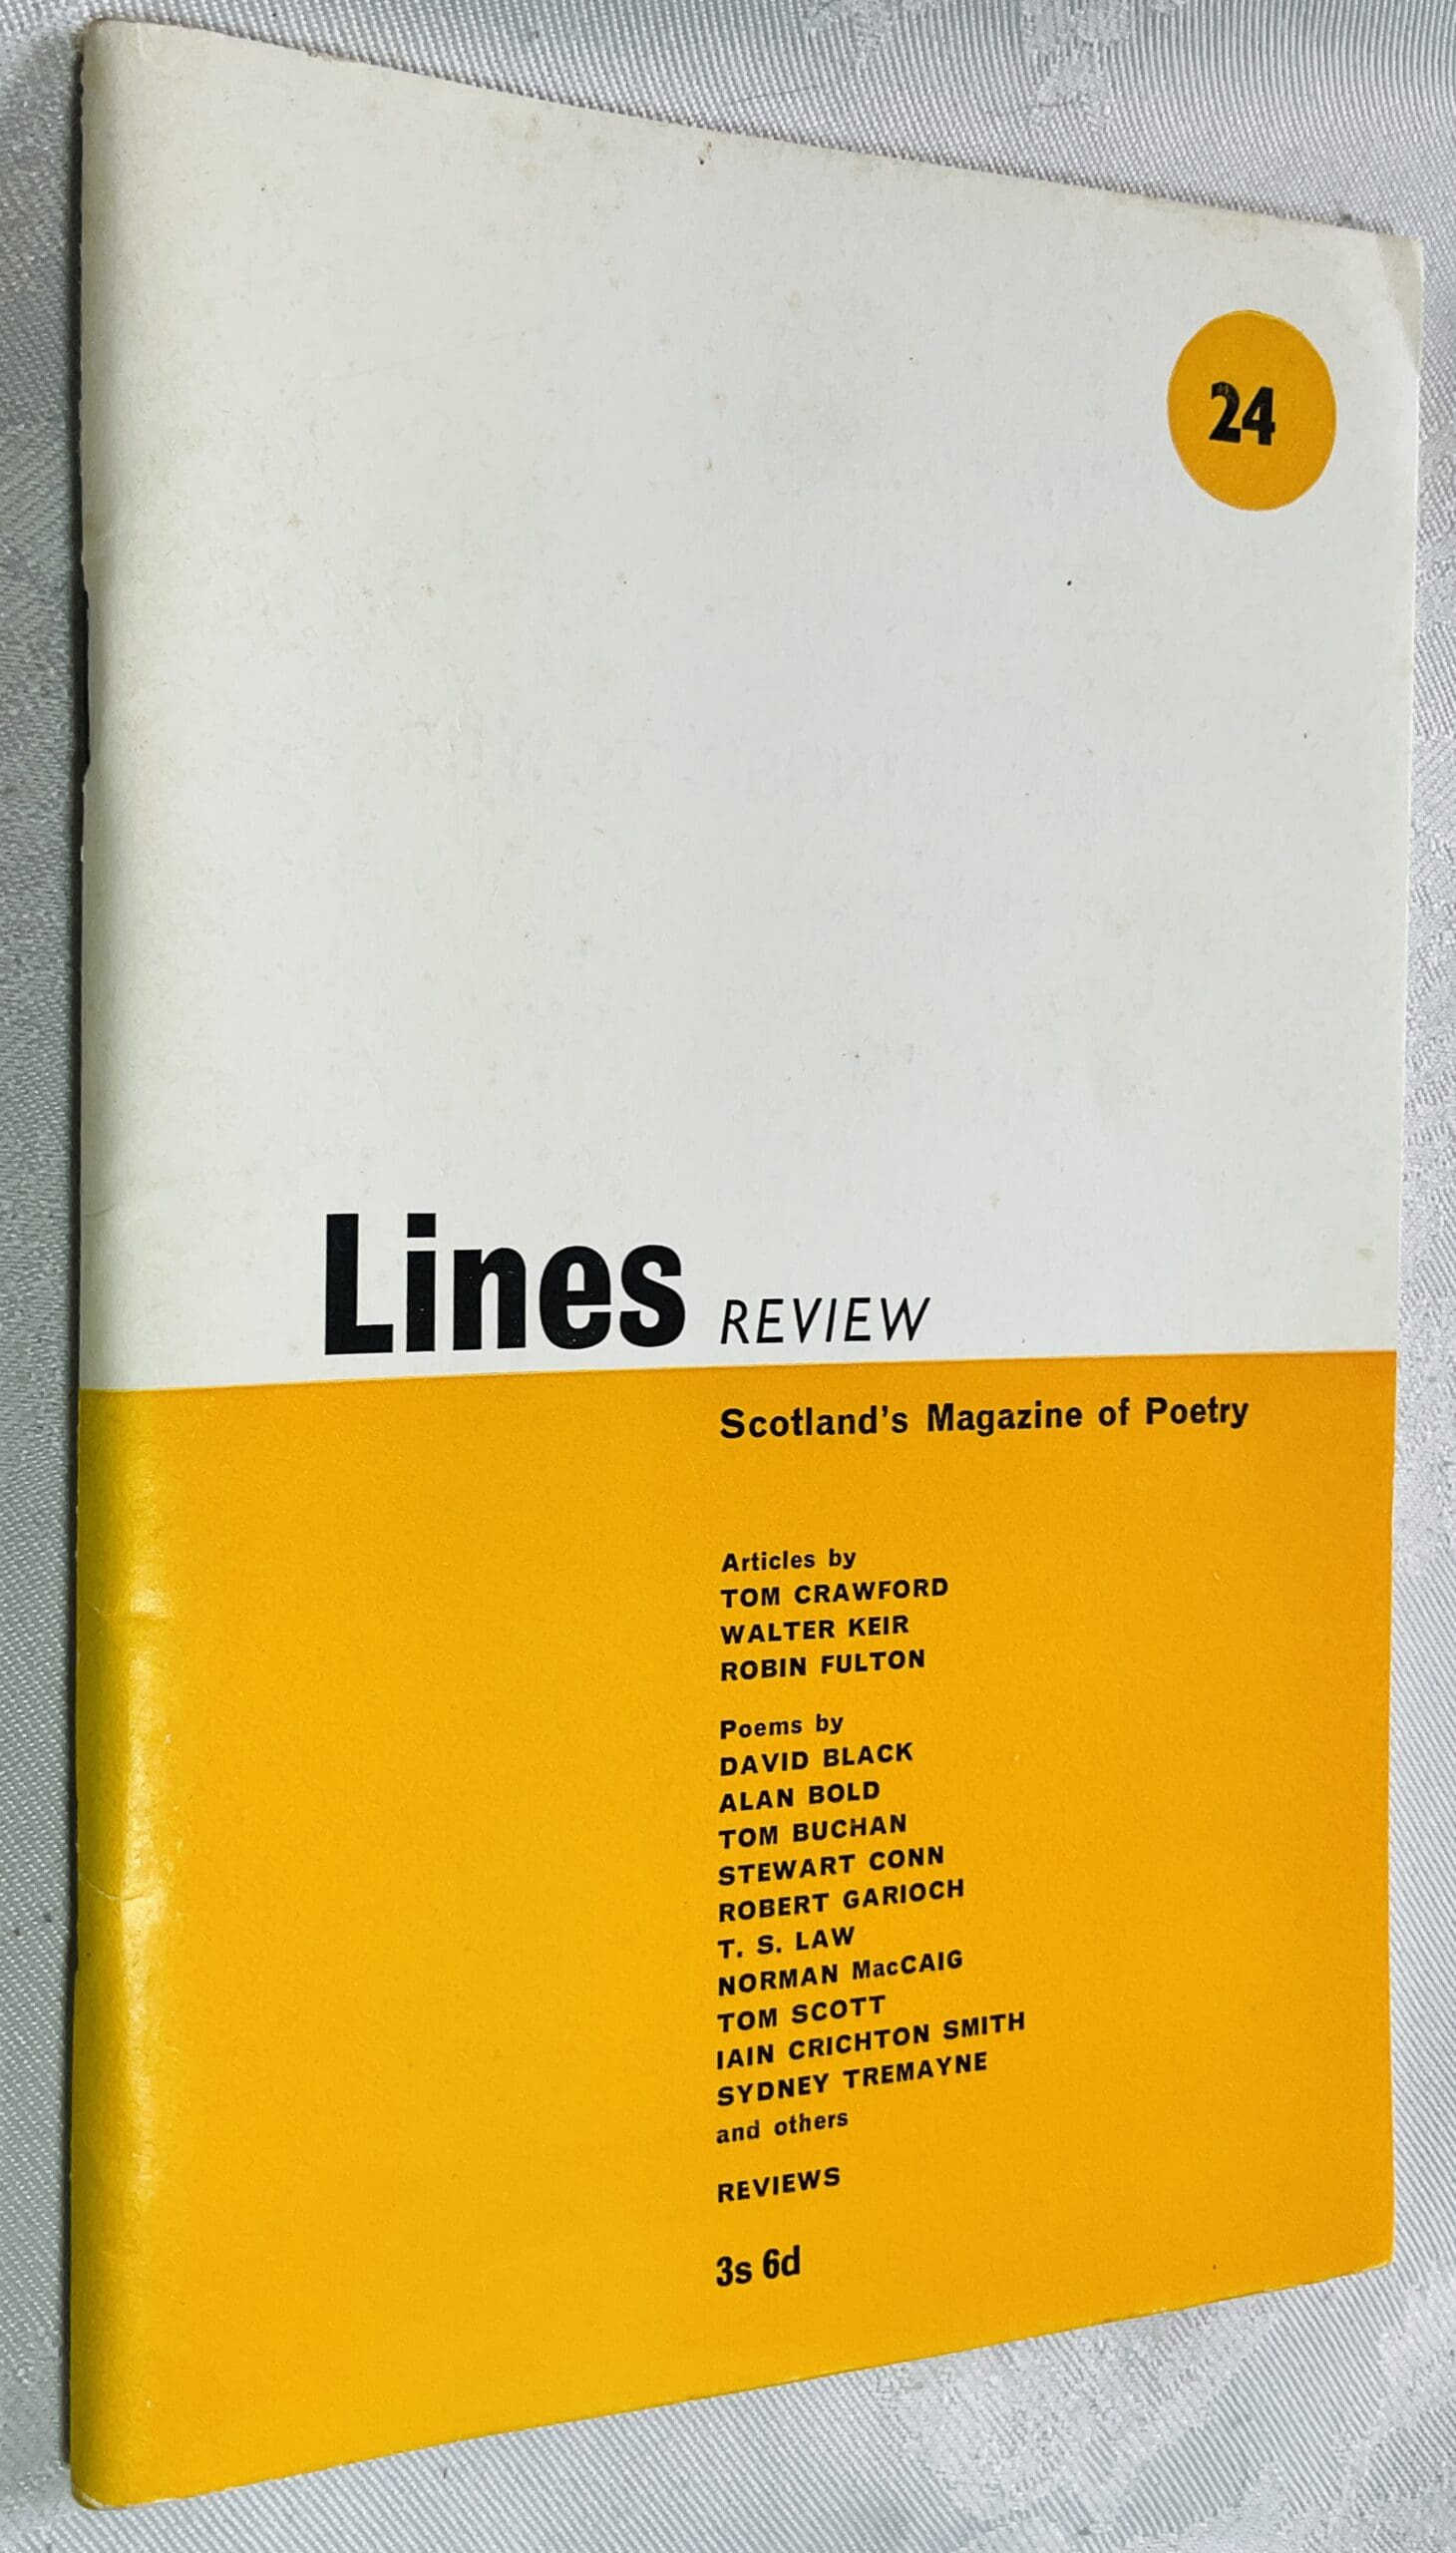 24
Lines REVIEW
Scotland's Magazine of Poetry
Articles by
TOM CRAWFORD
WALTER KEIR
ROBIN FULTON
Poems by
DAVID BLACK
ALAN BOLD
TOM BUCHAN
STEWART CONN
ROBERT GARIOCH
T. S. LAW
NORMAN MacCAIG
TOM SCOTT
IAIN CRICHTON SMITH
SYDNEY TREMAYNE
and others
REVIEWS
3s 6d